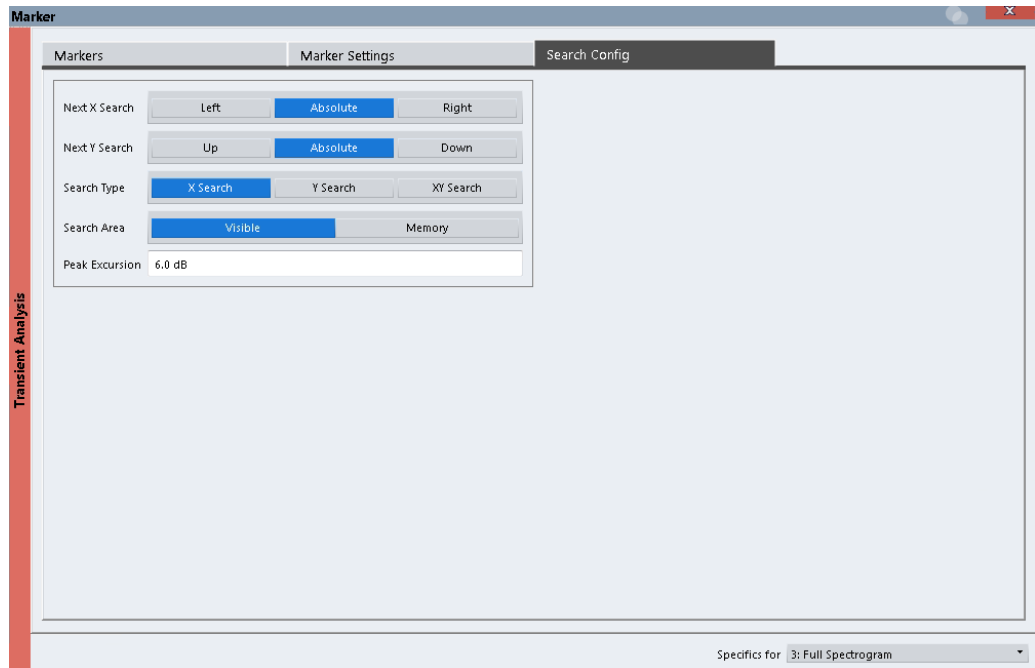 Marker
Markers Marker Settings Search Config
Next X Search Left Absolute Right
Next Y Search Up Absolute Down
Search Type X Search Y Search XY Search
Search Area Visible Memory
Peak Excursion 6.0 dB
Transient Analysis
Specifics for 3: Full Spectrogram